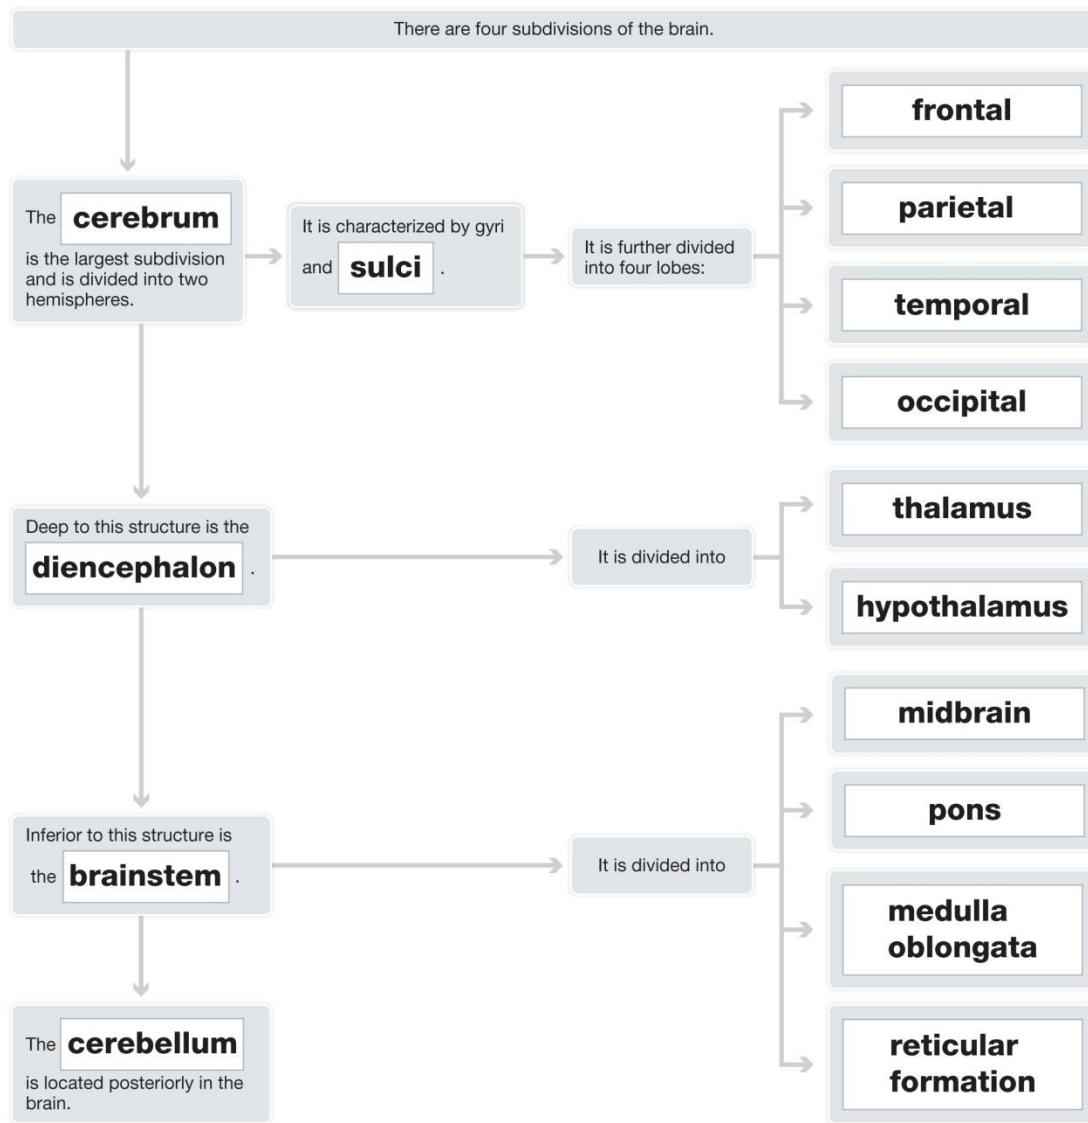 There are four subdivisions of the brain.
The cerebrum
is the largest subdivision
and is divided into two
hemispheres.
It is characterized by gyri
and sulci .
It is further divided
into four lobes:
frontal
parietal
temporal
occipital
Deep to this structure is the
diencephalon .
It is divided into
thalamus
hypothalamus
Inferior to this structure is
the brainstem .
It is divided into
midbrain
pons
medulla
oblongata
reticular
formation
The cerebellum
is located posteriorly in the
brain.